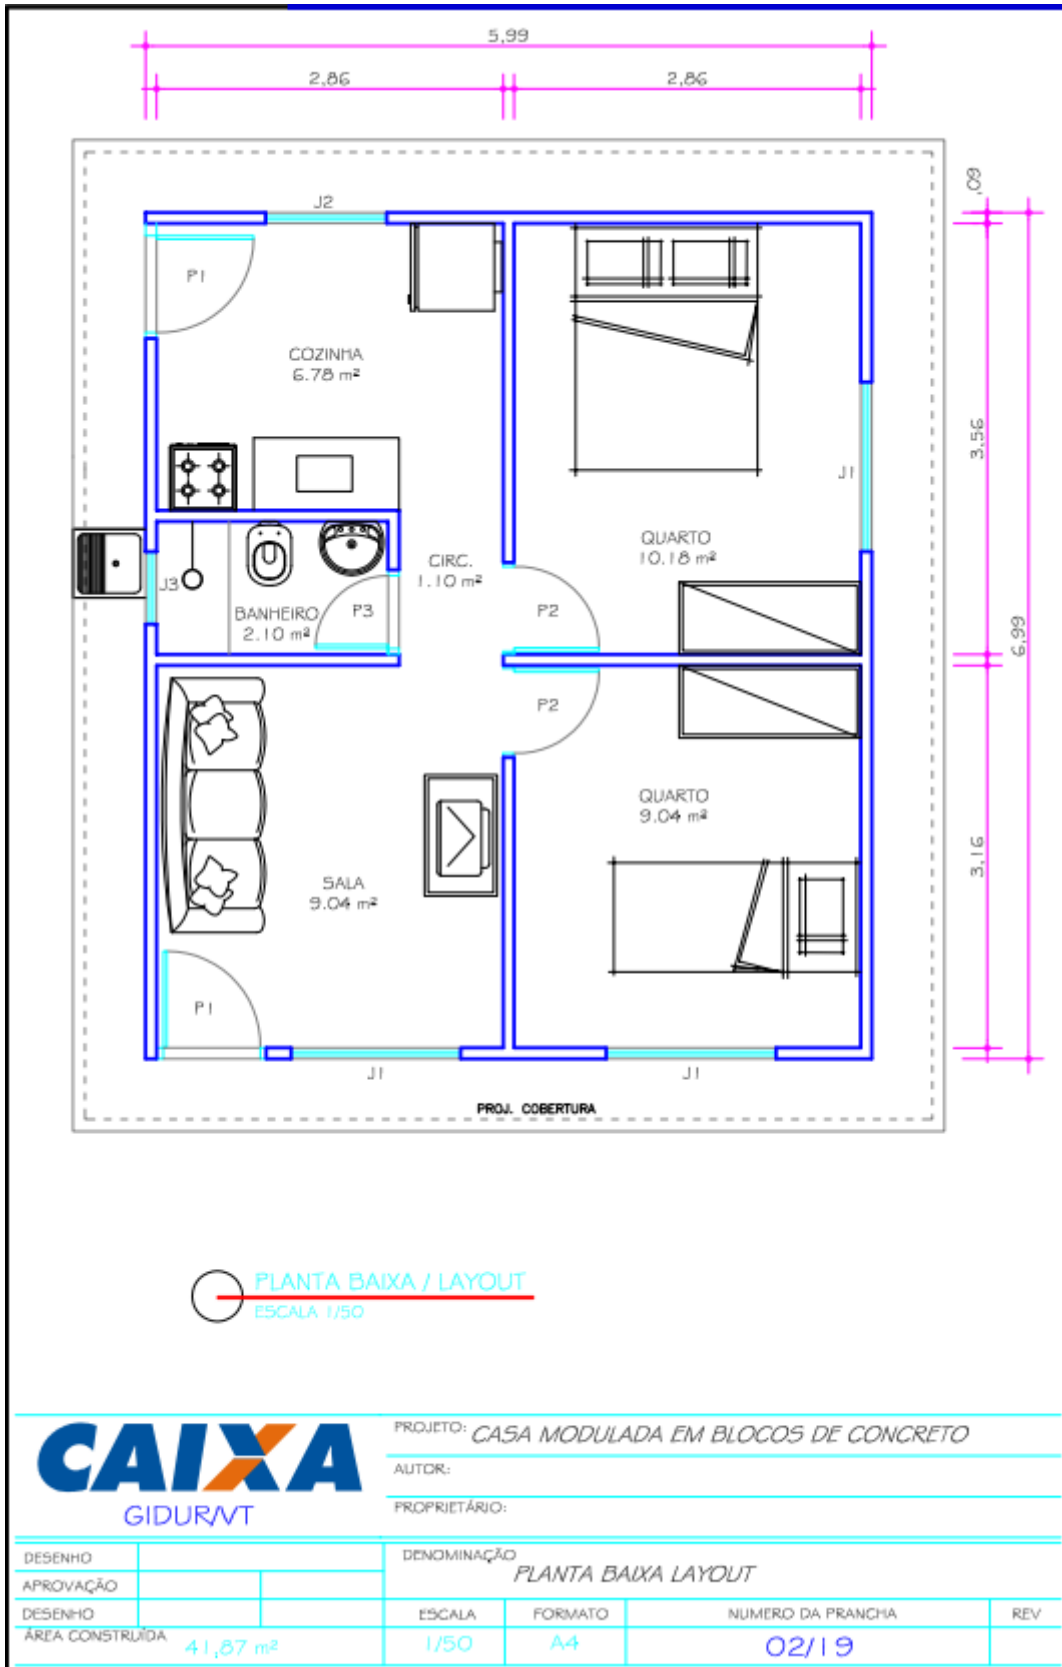 5,99
2,86
2,86
,09
J2
P1
COZINHA
6.78 m²
3,56
J1
QUARTO
10.18 m²
CIRC.
1.10 m²
J3
BANHEIRO
2.10 m²
P3
P2
6,99
P2
QUARTO
9.04 m²
3,16
SALA
9.04 m²
P1
J1
J1
PROJ. COBERTURA
PLANTA BAIXA / LAYOUT
ESCALA 1/50
CAIXA
GIDUR/VT
PROJETO: CASA MODULADA EM BLOCOS DE CONCRETO
AUTOR:
PROPRIETÁRIO:
DESENHO
APROVAÇÃO
DESENHO
ÁREA CONSTRUÍDA 41,87 m²
DENOMINAÇÃO
PLANTA BAIXA LAYOUT
ESCALA
1/50
FORMATO
A4
NUMERO DA PRANCHA
02/19
REV